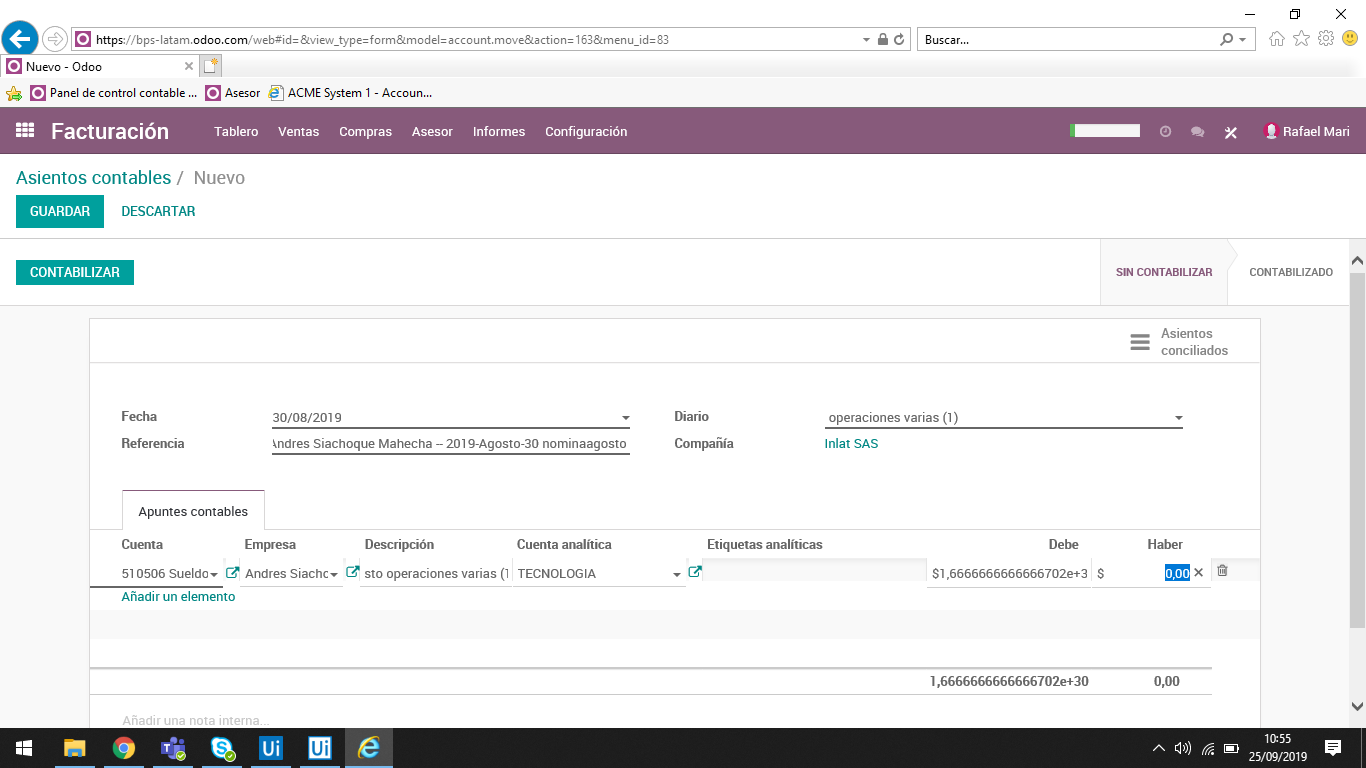 https://bps-latam.odoo.com/web#id=&view_type=form&model=account.move&action=163&menu_id=83
Buscar...
Nuevo - Odoo
Panel de control contable ...
Asesor
ACME System 1 - Accoun...
Facturación
Tablero
Ventas
Compras
Asesor
Informes
Configuración
Rafael Mari
Asientos contables / Nuevo
GUARDAR
DESCARTAR
CONTABILIZAR
SIN CONTABILIZAR
CONTABILIZADO
Asientos
conciliados
Fecha
30/08/2019
Diario
operaciones varias (1)
Referencia
Andres Siachoque Mahecha -- 2019-Agosto-30 nominaagosto
Compañía
Inlat SAS
Apuntes contables
Cuenta
Empresa
Descripción
Cuenta analítica
Etiquetas analíticas
Debe
Haber
510506 Sueldo
Andres Siacho
sto operaciones varias (1
TECNOLOGIA
$1,6666666666666702e+3
$
0,00
Añadir un elemento
1,6666666666666702e+30
0,00
Añadir una nota interna...
Ui
Ui
10:55
25/09/2019